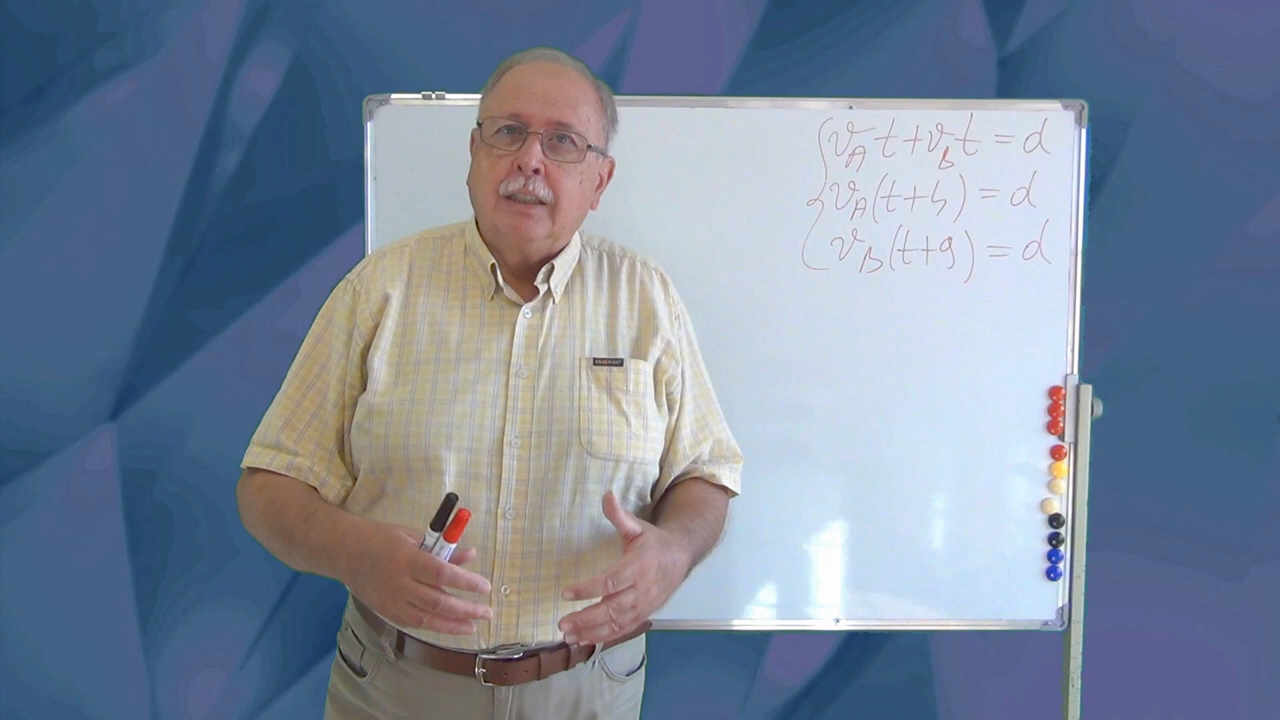 {v_A t + v_B t = d
v_A(t+4) = d
v_B(t+9) = d